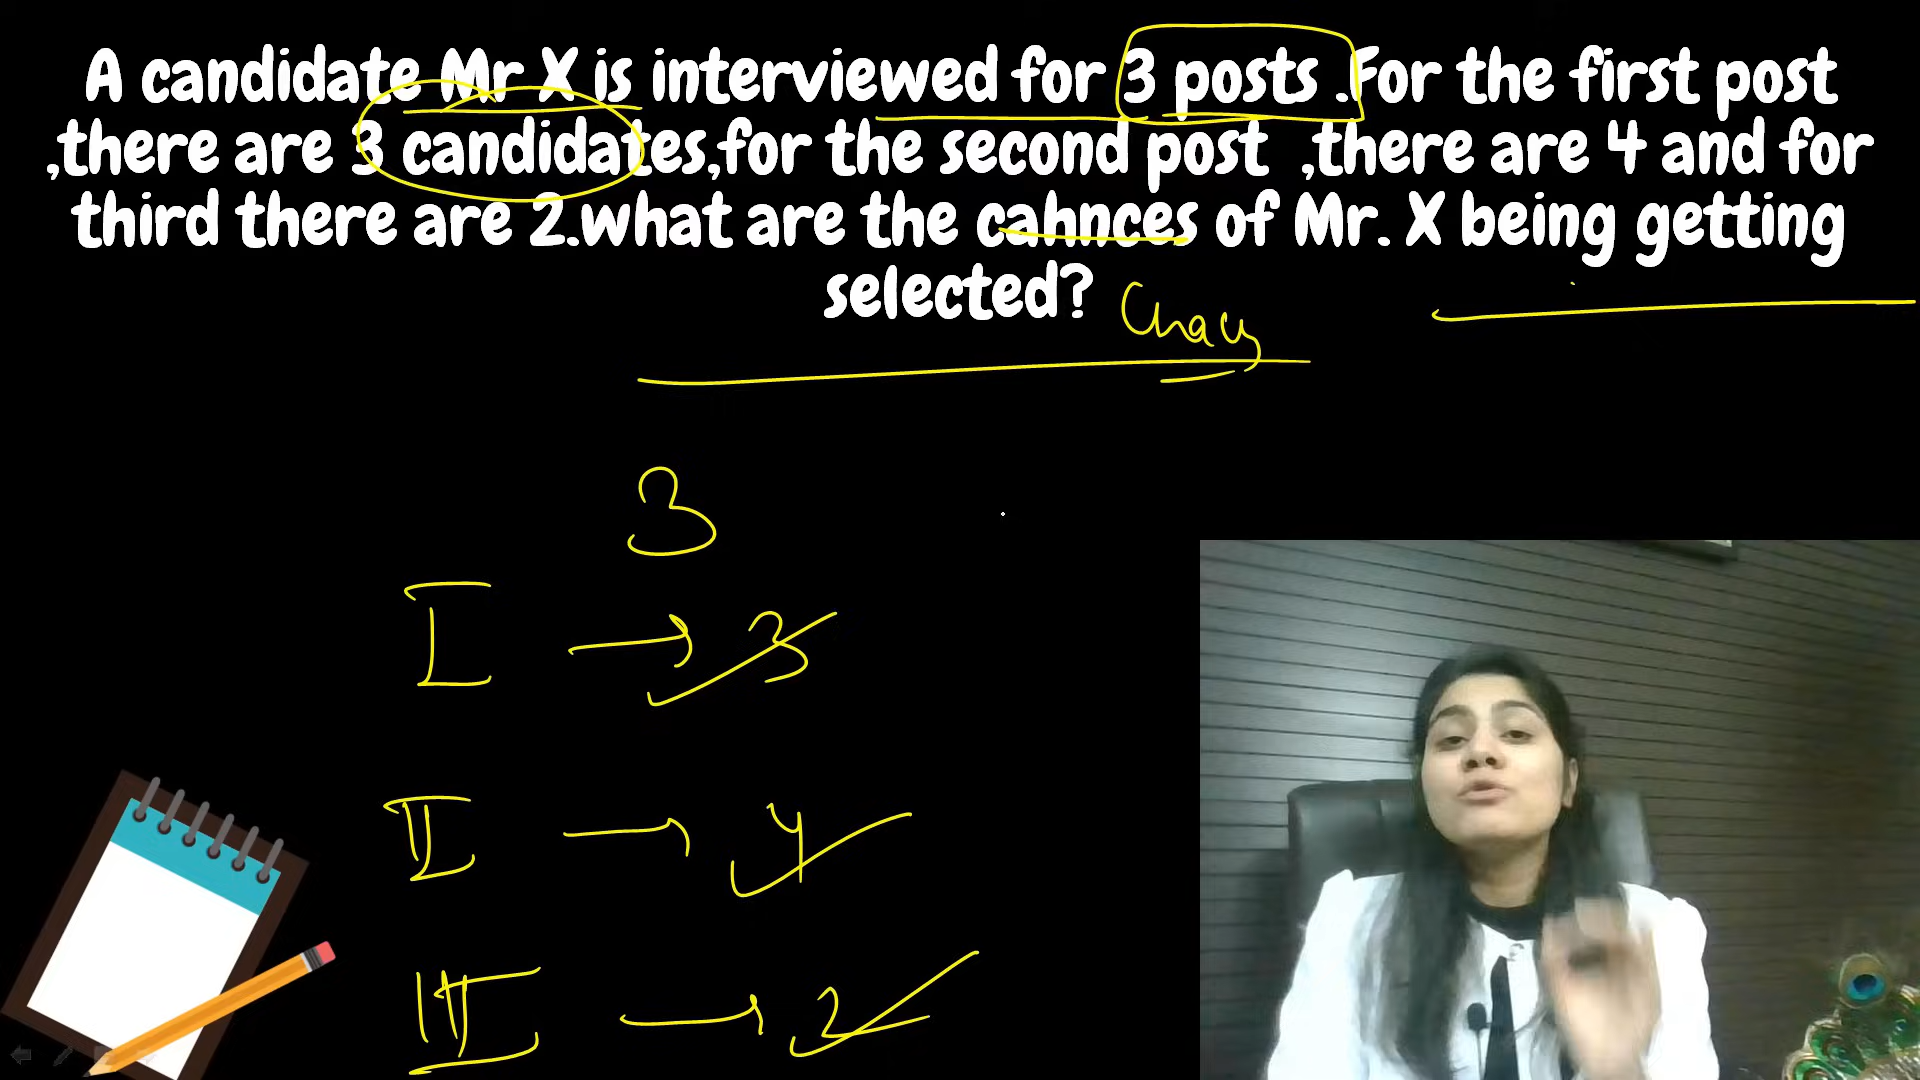 A candidate Mr X is interviewed for 3 posts .For the first post
,there are 3 candidates,for the second post ,there are 4 and for
third there are 2.what are the cahnces of Mr. X being getting
selected?
3
I → 3
II → 4
III → 2